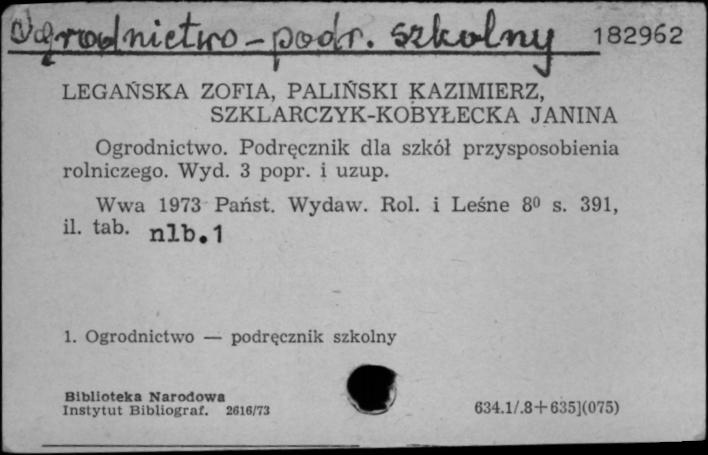 Ogrodnictwo - podr. szkolny 182962
LEGAŃSKA ZOFIA, PALIŃSKI KAZIMIERZ,
SZKLARCZYK-KOBYŁECKA JANINA
Ogrodnictwo. Podręcznik dla szkół przysposobienia
rolniczego. Wyd. 3 popr. i uzup.
Wwa 1973 Państ. Wydaw. Rol. i Leśne 8⁰ s. 391,
il. tab. nlb.1
1. Ogrodnictwo — podręcznik szkolny
Biblioteka Narodowa
Instytut Bibliograf. 2616/73 634.1/.8+635](075)